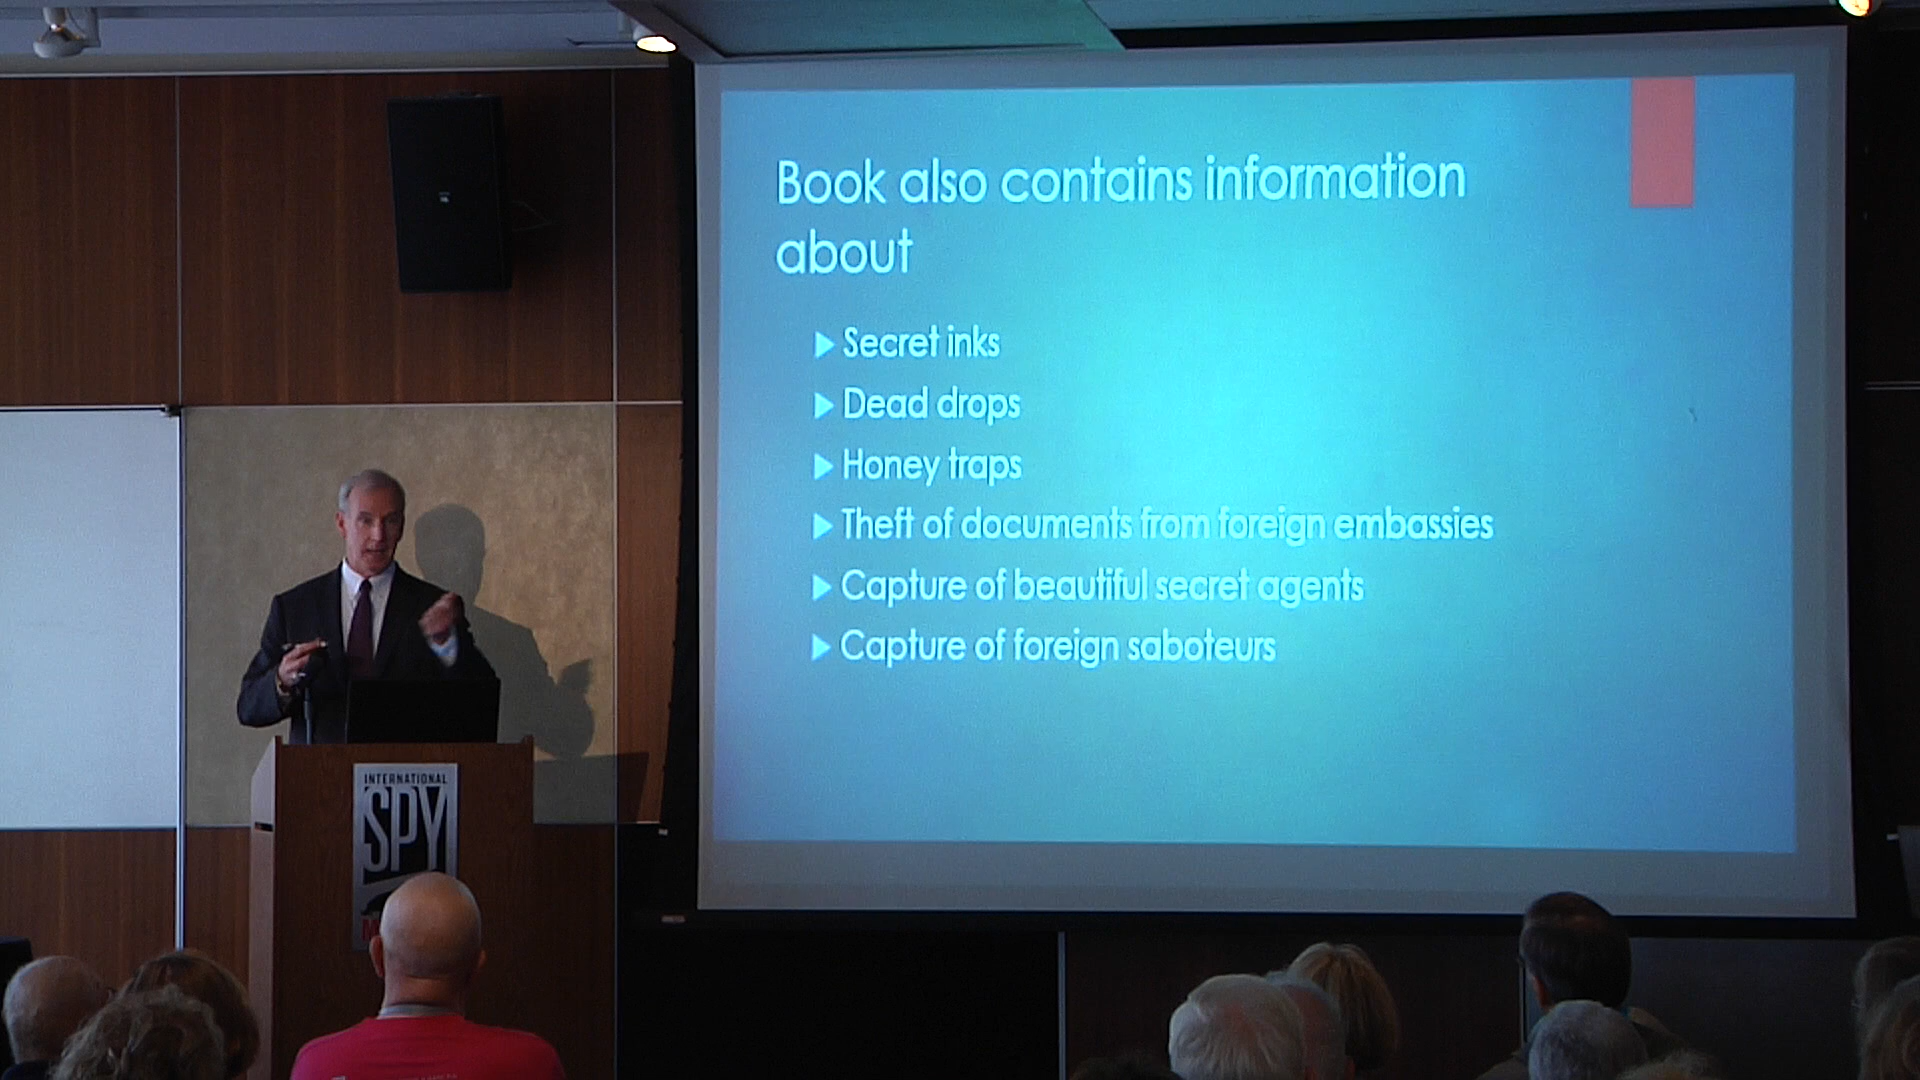 Book also contains information
about
Secret inks
Dead drops
Honey traps
Theft of documents from foreign embassies
Capture of beautiful secret agents
Capture of foreign saboteurs
INTERNATIONAL
SPY